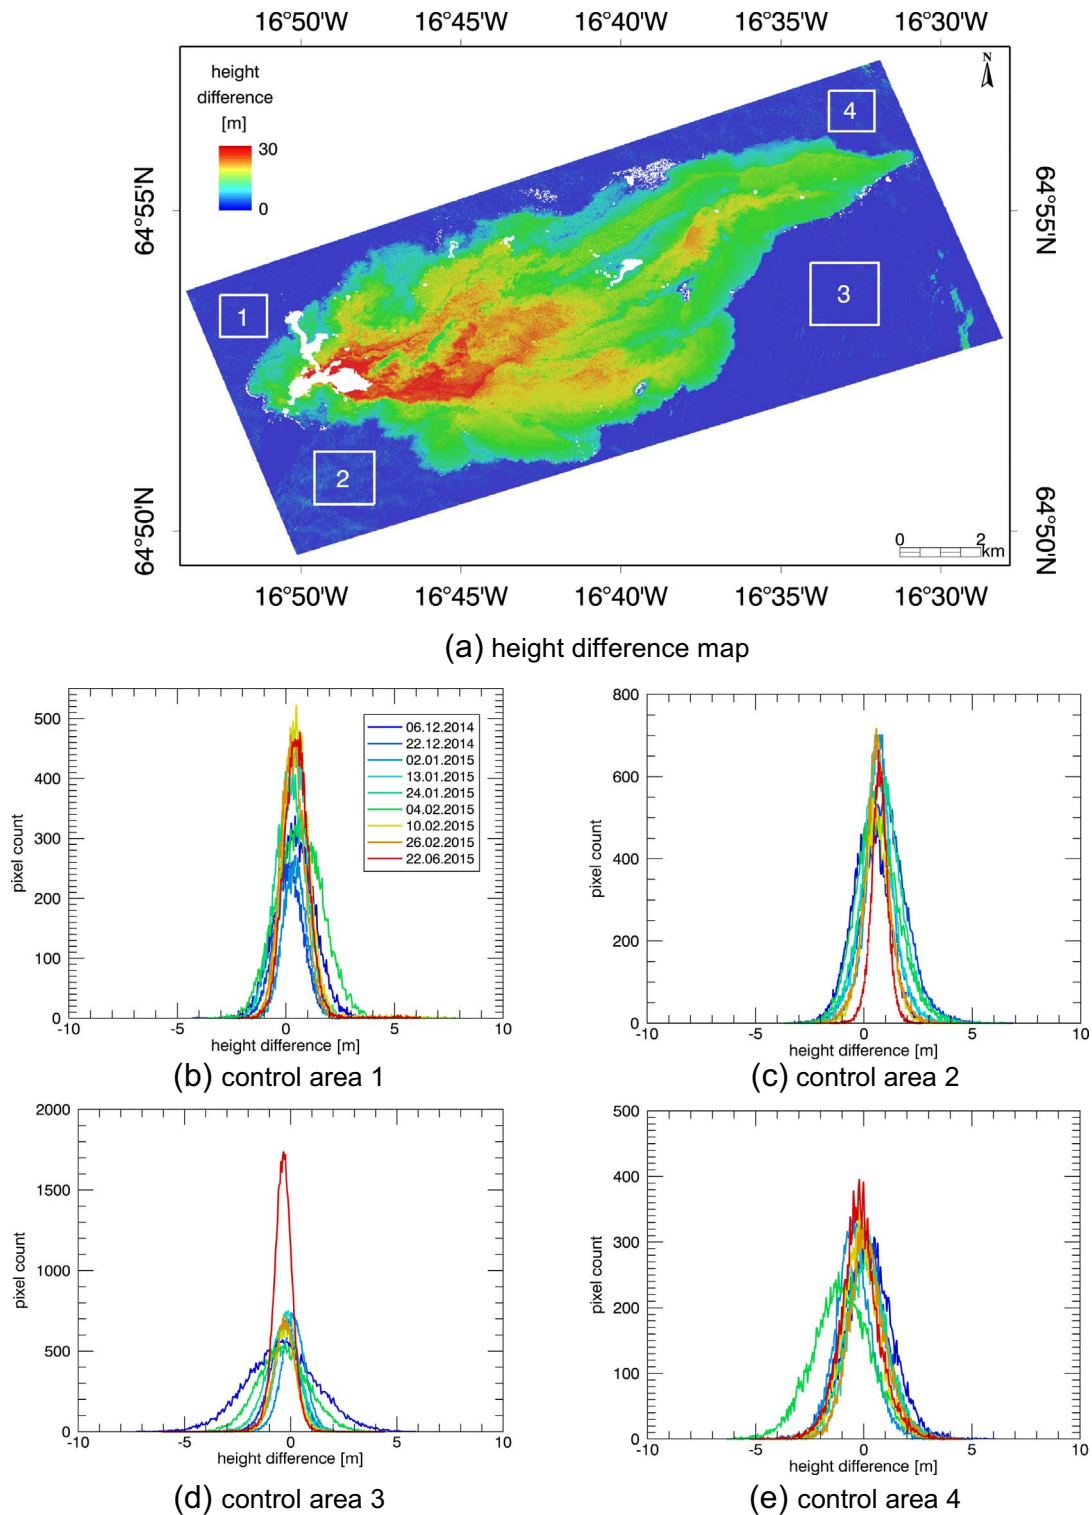 16°50'W 16°45'W 16°40'W 16°35'W 16°30'W
height
difference
[m]
30
0
N
64°55'N
64°50'N
64°55'N
64°50'N
1
2
3
4
0 2
km
16°50'W 16°45'W 16°40'W 16°35'W 16°30'W
(a) height difference map
500
400
300
200
100
0
pixel count
06.12.2014
22.12.2014
02.01.2015
13.01.2015
24.01.2015
04.02.2015
10.02.2015
26.02.2015
22.06.2015
-10 -5 0 5 10
height difference [m]
(b) control area 1
800
600
400
200
0
pixel count
-10 -5 0 5 10
height difference [m]
(c) control area 2
2000
1500
1000
500
0
pixel count
-10 -5 0 5 10
height difference [m]
(d) control area 3
500
400
300
200
100
0
pixel count
-10 -5 0 5 10
height difference [m]
(e) control area 4